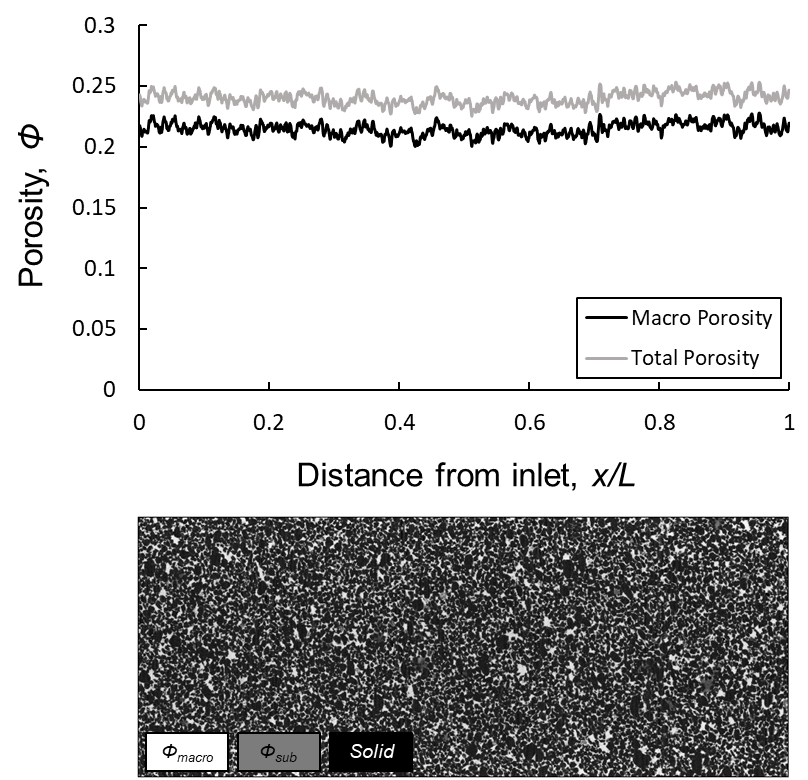 0.3
0.25
0.2
0.15
0.1
0.05
0
Porosity, Φ
Macro Porosity
Total Porosity
0 0.2 0.4 0.6 0.8 1
Distance from inlet, x/L
Φmacro Φsub Solid